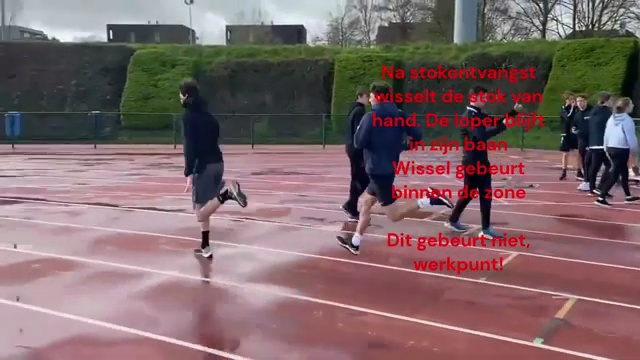 Na stokontvangst
wisselt de stok van
hand. De loper blijft
in zijn baan
Wissel gebeurt
binnen de zone
Dit gebeurt niet,
werkpunt!